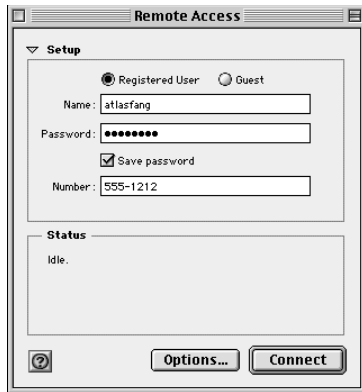 Remote Access
Setup
Registered User Guest
Name: atlasfang
Password: ●●●●●●●●
Save password
Number: 555-1212
Status
Idle.
? Options... Connect